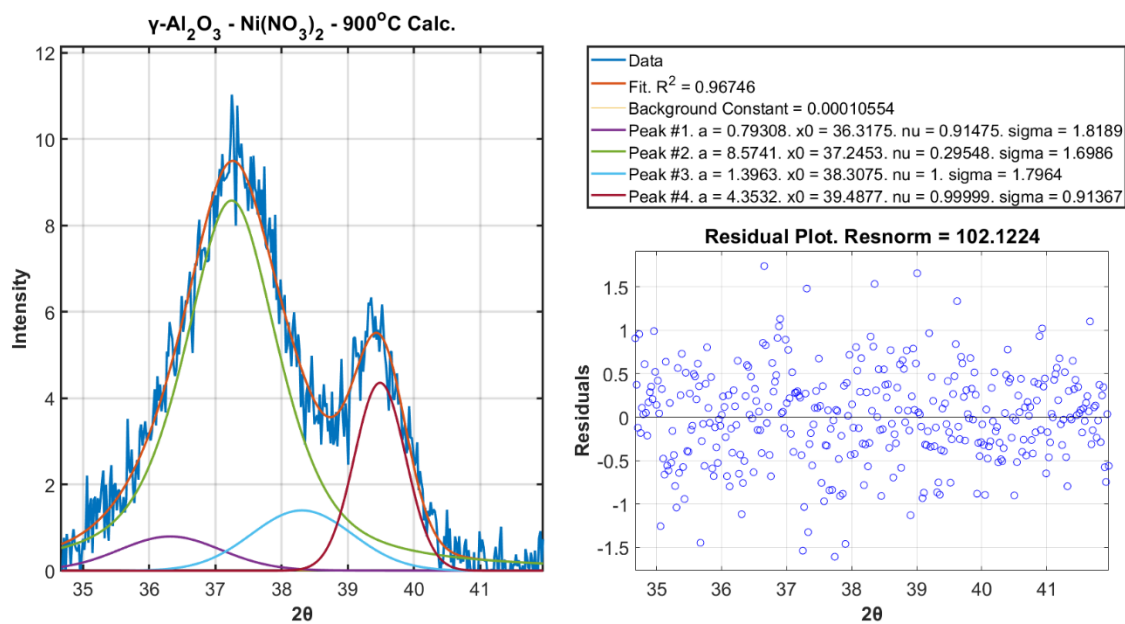 γ-Al₂O₃ - Ni(NO₃)₂ - 900°C Calc.
12
10
8
6
4
2
0
Intensity
35 36 37 38 39 40 41
2θ
Data
Fit. R² = 0.96746
Background Constant = 0.00010554
Peak #1. a = 0.79308. x0 = 36.3175. nu = 0.91475. sigma = 1.8189
Peak #2. a = 8.5741. x0 = 37.2453. nu = 0.29548. sigma = 1.6986
Peak #3. a = 1.3963. x0 = 38.3075. nu = 1. sigma = 1.7964
Peak #4. a = 4.3532. x0 = 39.4877. nu = 0.99999. sigma = 0.91367
Residual Plot. Resnorm = 102.1224
1.5
1
0.5
0
-0.5
-1
-1.5
Residuals
35 36 37 38 39 40 41
2θ